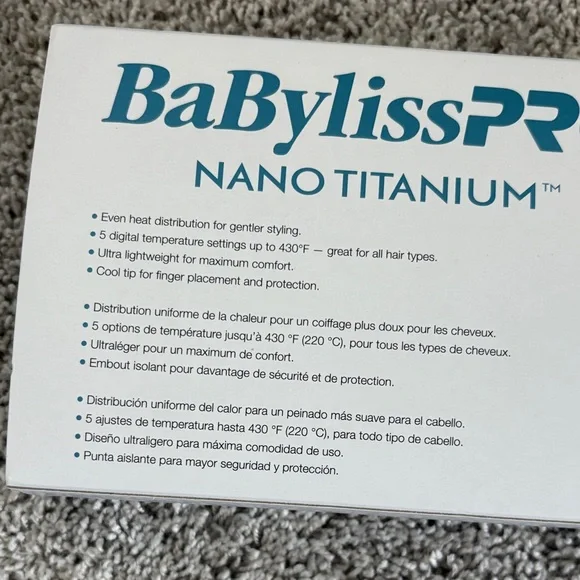 BaBylissPR
NANO TITANIUM™
• Even heat distribution for gentler styling.
• 5 digital temperature settings up to 430°F — great for all hair types.
• Ultra lightweight for maximum comfort.
• Cool tip for finger placement and protection.
• Distribution uniforme de la chaleur pour un coiffage plus doux pour les cheveux.
• 5 options de température jusqu'à 430 °F (220 °C), pour tous les types de cheveux.
• Ultraléger pour un maximum de confort.
• Embout isolant pour davantage de sécurité et de protection.
• Distribución uniforme del calor para un peinado más suave para el cabello.
• 5 ajustes de temperatura hasta 430 °F (220 °C), para todo tipo de cabello.
• Diseño ultraligero para máxima comodidad de uso.
• Punta aislante para mayor seguridad y protección.